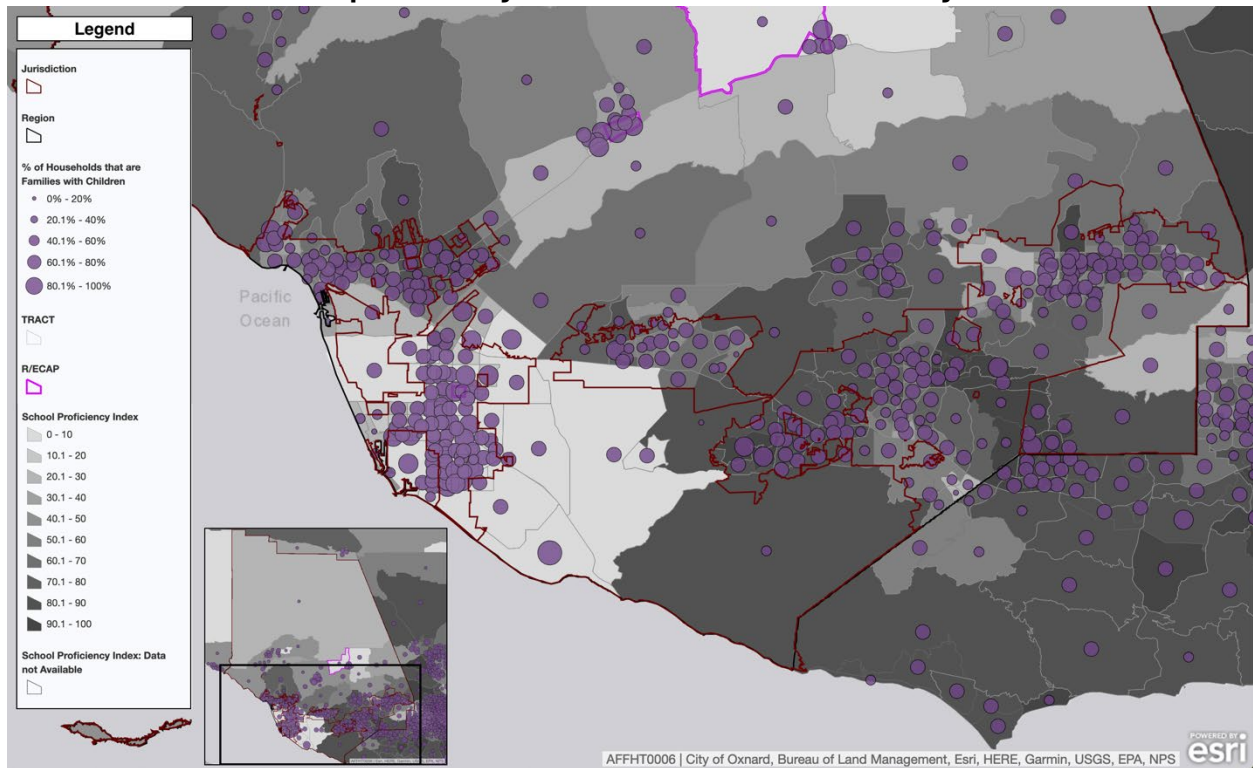 Legend
Jurisdiction
Region
% of Households that are
Families with Children
0% - 20%
20.1% - 40%
40.1% - 60%
60.1% - 80%
80.1% - 100%
TRACT
R/ECAP
School Proficiency Index
0 - 10
10.1 - 20
20.1 - 30
30.1 - 40
40.1 - 50
50.1 - 60
60.1 - 70
70.1 - 80
80.1 - 90
90.1 - 100
School Proficiency Index: Data
not Available
Pacific
Ocean
AFFHT0006 | City of Oxnard, Bureau of Land Management, Esri, HERE, Garmin, USGS, EPA, NPS
POWERED BY
esri